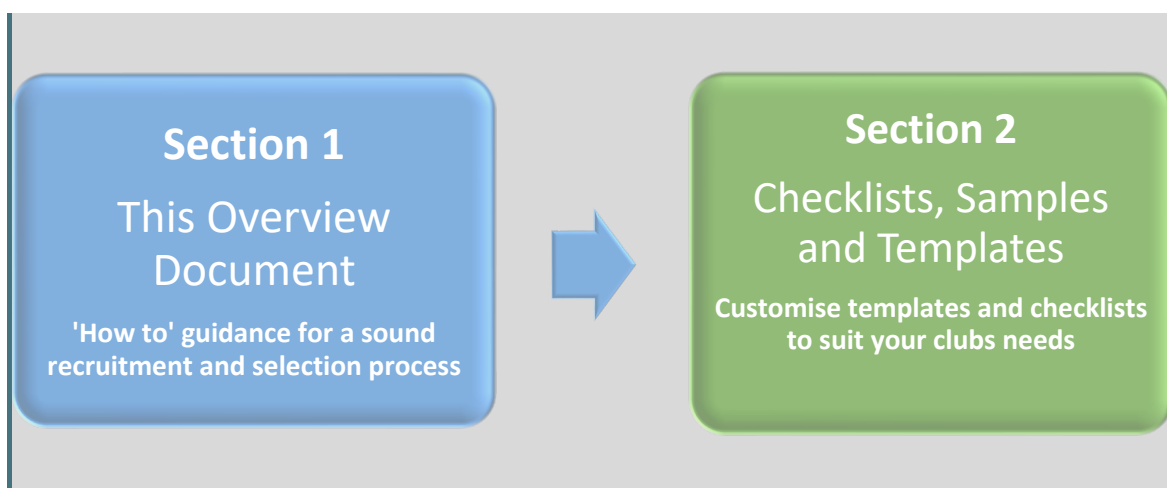 Section 1
This Overview
Document
'How to' guidance for a sound
recruitment and selection process
Section 2
Checklists, Samples
and Templates
Customise templates and checklists
to suit your clubs needs